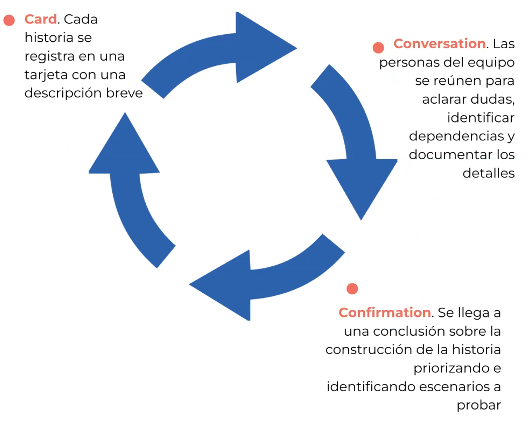 Card. Cada
historia se
registra en una
tarjeta con una
descripción breve
Conversation. Las
personas del equipo
se reúnen para
aclarar dudas,
identificar
dependencias y
documentar los
detalles
Confirmation. Se llega a
una conclusión sobre la
construcción de la historia
priorizando e
identificando escenarios a
probar